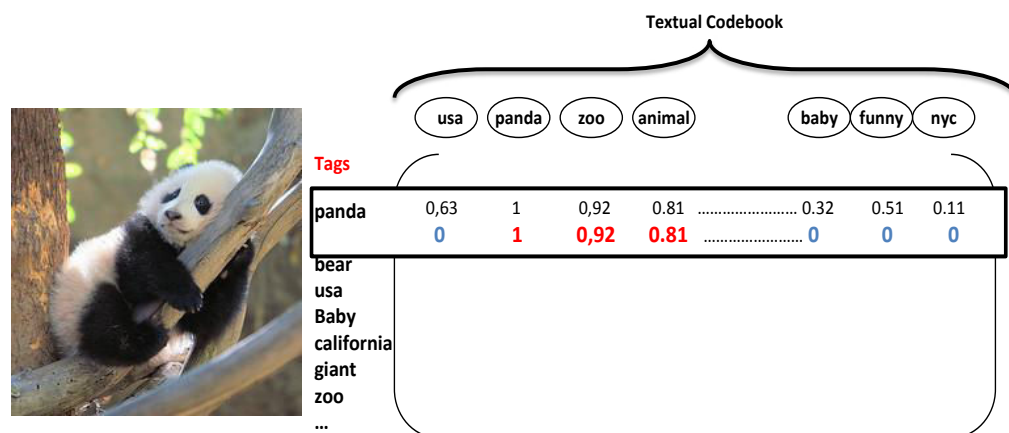 Textual Codebook
usa panda zoo animal baby funny nyc
Tags
panda 0,63 1 0,92 0.81 ........................ 0.32 0.51 0.11
0 1 0,92 0.81 ........................ 0 0 0
bear
usa
Baby
california
giant
zoo
...